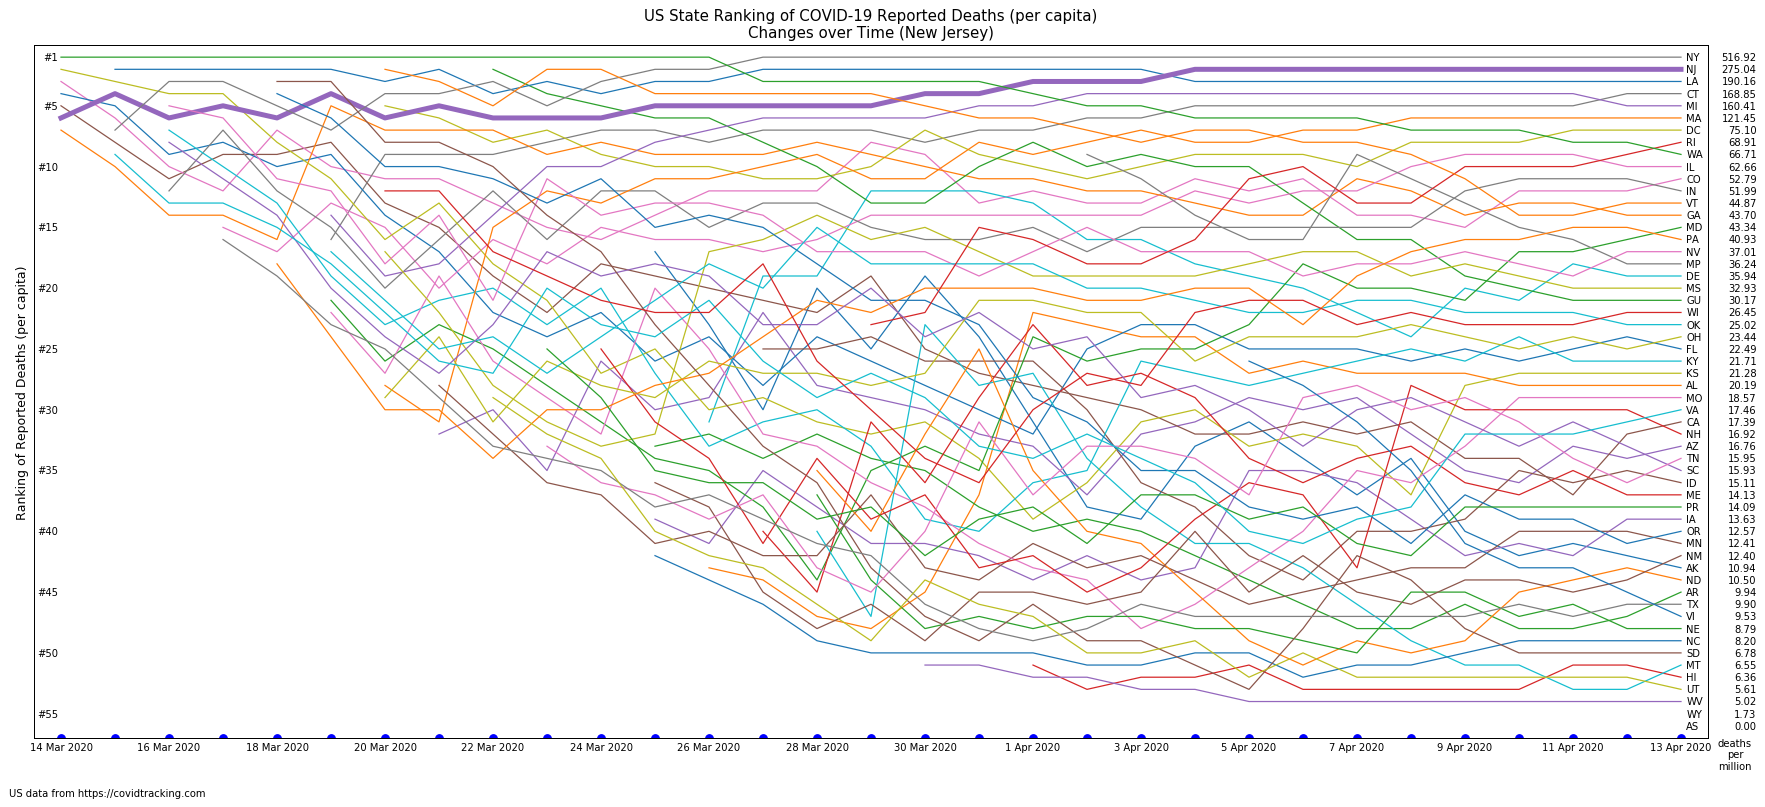 US State Ranking of COVID-19 Reported Deaths (per capita)
Changes over Time (New Jersey)
Ranking of Reported Deaths (per capita)
#1
#5
#10
#15
#20
#25
#30
#35
#40
#45
#50
#55
NY 516.92
NJ 275.04
LA 190.16
CT 168.85
MI 160.41
MA 121.45
DC 75.10
RI 68.91
WA 66.71
IL 62.66
CO 52.79
IN 51.99
VT 44.87
GA 43.70
MD 43.34
PA 40.93
NV 37.01
MP 36.24
DE 35.94
MS 32.93
GU 30.17
WI 26.45
OK 25.02
OH 23.44
FL 22.49
KY 21.71
KS 21.28
AL 20.19
MO 18.57
VA 17.46
CA 17.39
NH 16.92
AZ 16.76
TN 15.95
SC 15.93
ID 15.11
ME 14.13
PR 14.09
IA 13.63
OR 12.57
MN 12.41
NM 12.40
AK 10.94
ND 10.50
AR 9.94
TX 9.90
VI 9.53
NE 8.79
NC 8.20
SD 6.78
MT 6.55
HI 6.36
UT 5.61
WV 5.02
WY 1.73
AS 0.00
14 Mar 2020 16 Mar 2020 18 Mar 2020 20 Mar 2020 22 Mar 2020 24 Mar 2020 26 Mar 2020 28 Mar 2020 30 Mar 2020 1 Apr 2020 3 Apr 2020 5 Apr 2020 7 Apr 2020 9 Apr 2020 11 Apr 2020 13 Apr 2020
deaths
per
million
US data from https://covidtracking.com